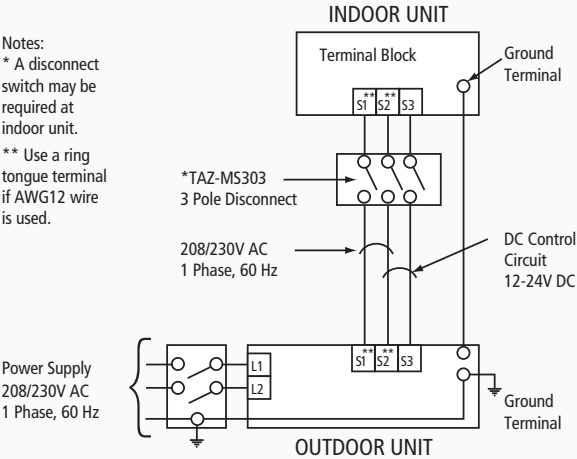 INDOOR UNIT
Notes:
* A disconnect
switch may be
required at
indoor unit.
** Use a ring
tongue terminal
if AWG12 wire
is used.
Terminal Block
Ground
Terminal
S1** S2** S3
*TAZ-MS303
3 Pole Disconnect
208/230V AC
1 Phase, 60 Hz
DC Control
Circuit
12-24V DC
Power Supply
208/230V AC
1 Phase, 60 Hz
L1
L2
S1** S2** S3
Ground
Terminal
OUTDOOR UNIT